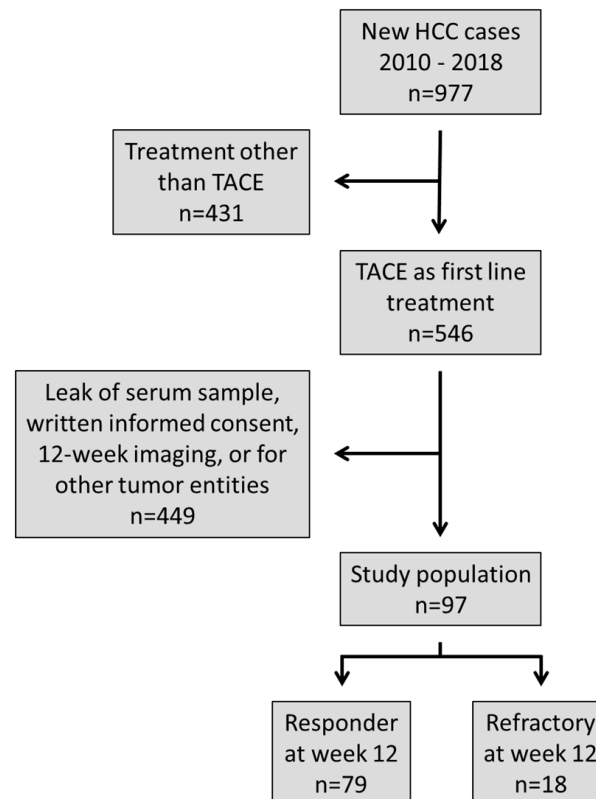 New HCC cases
2010 - 2018
n=977
Treatment other
than TACE
n=431
TACE as first line
treatment
n=546
Leak of serum sample,
written informed consent,
12-week imaging, or for
other tumor entities
n=449
Study population
n=97
Responder
at week 12
n=79
Refractory
at week 12
n=18